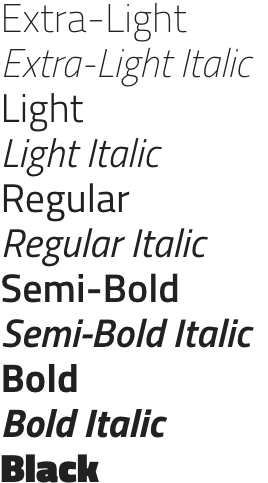 Extra-Light
Extra-Light Italic
Light
Light Italic
Regular
Regular Italic
Semi-Bold
Semi-Bold Italic
Bold
Bold Italic
Black